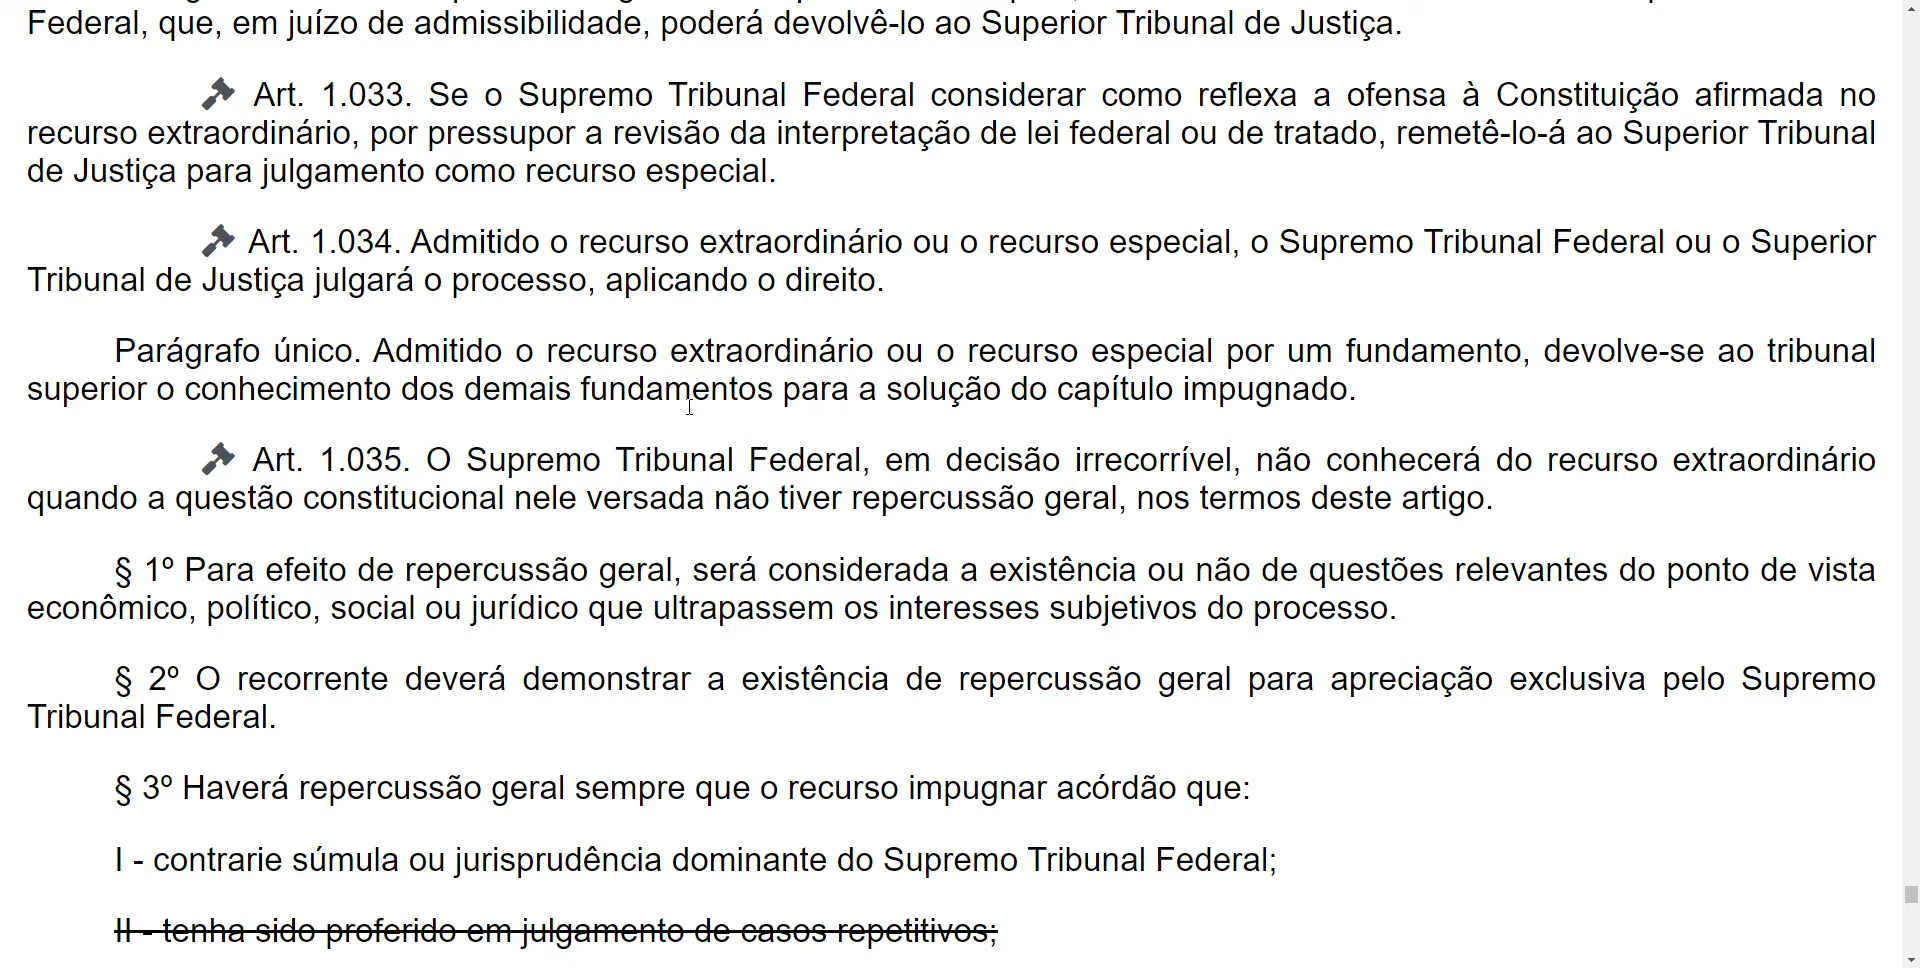 Federal, que, em juízo de admissibilidade, poderá devolvê-lo ao Superior Tribunal de Justiça.
Art. 1.033. Se o Supremo Tribunal Federal considerar como reflexa a ofensa à Constituição afirmada no
recurso extraordinário, por pressupor a revisão da interpretação de lei federal ou de tratado, remetê-lo-á ao Superior Tribunal
de Justiça para julgamento como recurso especial.
Art. 1.034. Admitido o recurso extraordinário ou o recurso especial, o Supremo Tribunal Federal ou o Superior
Tribunal de Justiça julgará o processo, aplicando o direito.
Parágrafo único. Admitido o recurso extraordinário ou o recurso especial por um fundamento, devolve-se ao tribunal
superior o conhecimento dos demais fundamentos para a solução do capítulo impugnado.
Art. 1.035. O Supremo Tribunal Federal, em decisão irrecorrível, não conhecerá do recurso extraordinário
quando a questão constitucional nele versada não tiver repercussão geral, nos termos deste artigo.
§ 1º Para efeito de repercussão geral, será considerada a existência ou não de questões relevantes do ponto de vista
econômico, político, social ou jurídico que ultrapassem os interesses subjetivos do processo.
§ 2º O recorrente deverá demonstrar a existência de repercussão geral para apreciação exclusiva pelo Supremo
Tribunal Federal.
§ 3º Haverá repercussão geral sempre que o recurso impugnar acórdão que:
I - contrarie súmula ou jurisprudência dominante do Supremo Tribunal Federal;
II - tenha sido proferido em julgamento de casos repetitivos;